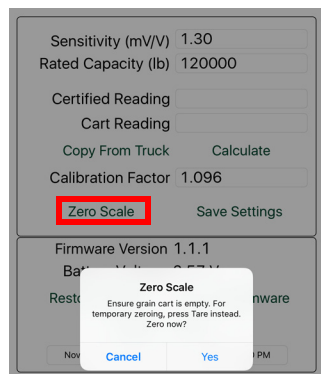 Sensitivity (mV/V) 1.30
Rated Capacity (lb) 120000
Certified Reading
Cart Reading
Copy From Truck Calculate
Calibration Factor 1.096
Zero Scale Save Settings
Firmware Version 1.1.1
Zero Scale
Ensure grain cart is empty. For
temporary zeroing, press Tare instead.
Zero now?
Cancel Yes
PM